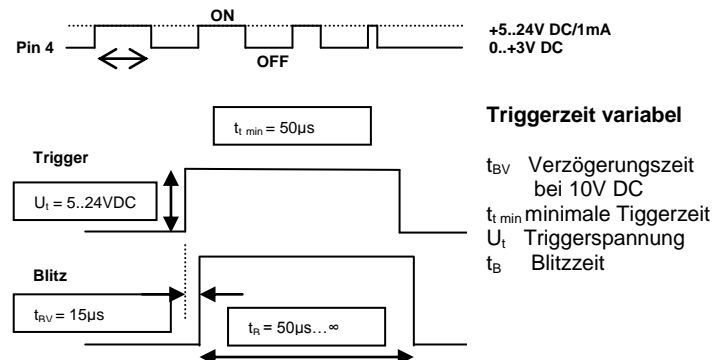 ON
+5..24V DC/1mA
Pin 4
0..+3V DC
OFF
t_t min = 50µs
Triggerzeit variabel
Trigger
t_BV Verzögerungszeit
bei 10V DC
U_t = 5..24VDC
t_t min minimale Tiggerzeit
U_t Triggerspannung
t_B Blitzzeit
Blitz
t_BV = 15µs
t_B = 50µs…∞